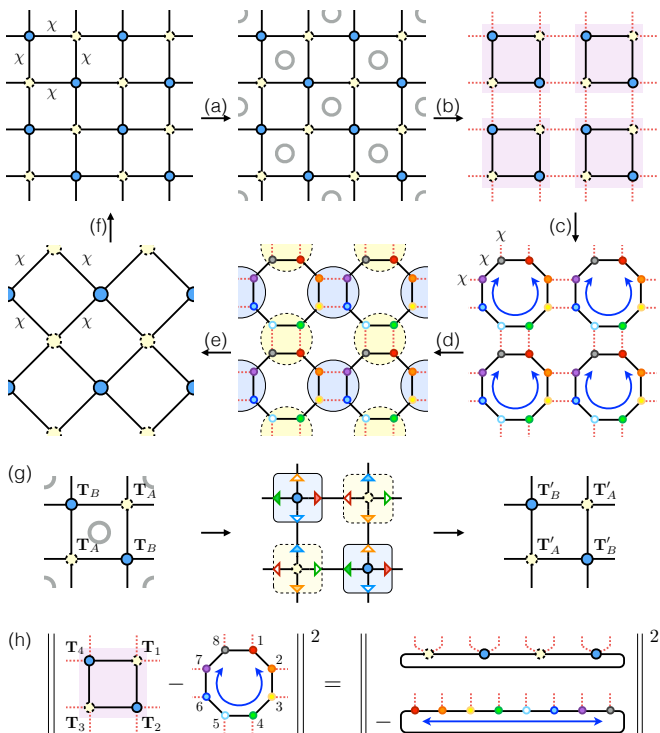 χ
χ χ
χ
(a)
(b)
(c)
χ
χ
(d)
(e)
(f)
χ χ
χ χ
(g)
T_B T_A
T_A T_B
T'_B T'_A
T'_A T'_B
(h)
‖ T_4 T_1 T_3 T_2 − 8 1 7 2 6 3 5 4 ‖^2 = ‖ − ‖^2